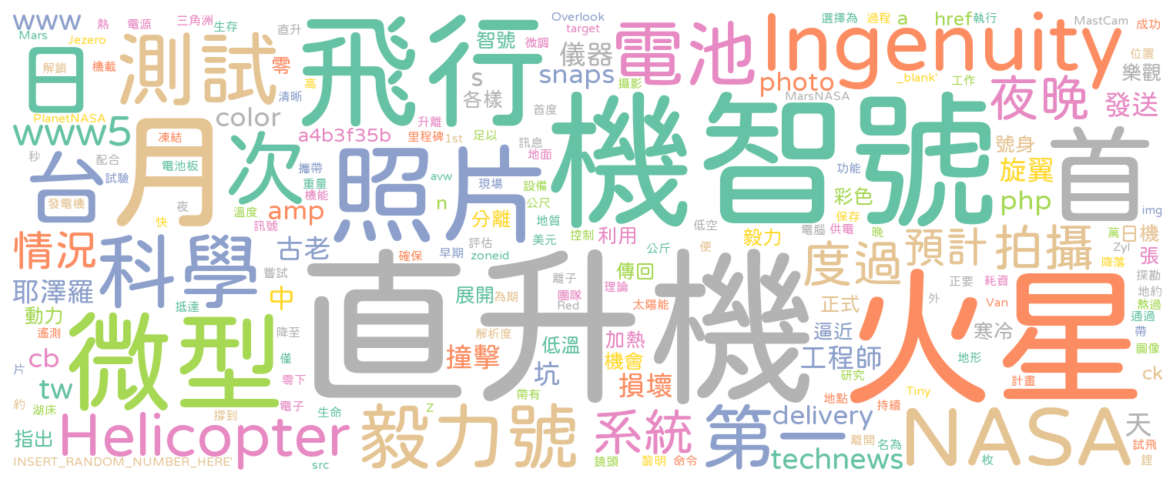 www 熱 電源 三角洲 生存 直升 飛行 Overlook 選擇為 過程 a href 執行 MastCam 成功
Mars Jezero 智號 微調 target Ingenuity 位置
日 解鎖 機載 測試 零 高 s 儀器 電池 photo _blank' 工作 樂觀
PlanetNASA 清晰 各樣 snaps 攝影 MarsNASA 夜晚 發送
www5 凍結 color a4b3f35b 升離 里程碑 1st 首度 足以 機智號 號身 首
秒 配合 電池板 次 照片 訊息 地面 旋翼
台 試驗 月 攜帶 重量 機能 avw 現場 設備 功能 彩色 php
發電機 夜 溫度 訊號 amp n 公尺 地質 保存 img
情況 快 分離 控制 利用 低空 電腦 供電 晚 萬 日機
科學 古老 確保 早期 評估 zoneid 美元 公斤 便 毅力 度過 預計 拍攝 Zyl 降落 張
耶澤羅 嘗試 中 直升機 離子 傳回 理論 正要 耗資 探勘
動力 抵達 展開 為期 團隊 Red 太陽能 正式 外 Van 地約 熬過
遙測 微型 降至 解析度 低溫 加熱 逼近 寒冷 火星 通過 帶
cb 僅 撞擊 機會 工程師 地形 圖像
片 tw 零下 坑 損壞 研究 計畫 ck
約 湖床 電子 撐到 帶有 地點 持續 Tiny
指出 Helicopter 生命 毅力號 Z 系統 第一 delivery NASA 天
離開 名為 試飛
INSERT_RANDOM_NUMBER_HERE' src 鏡頭 黎明 命令 technews 枚 鋰